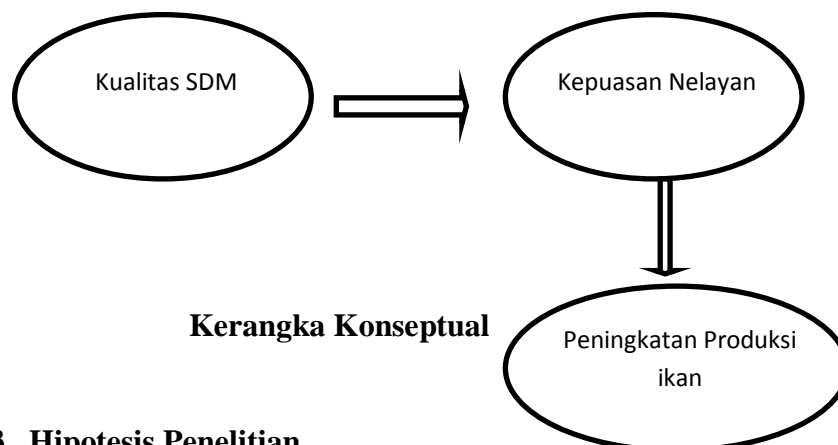 Kualitas SDM
Kepuasan Nelayan
Kerangka Konseptual
Peningkatan Produksi
ikan
Hipotesis Penelitian